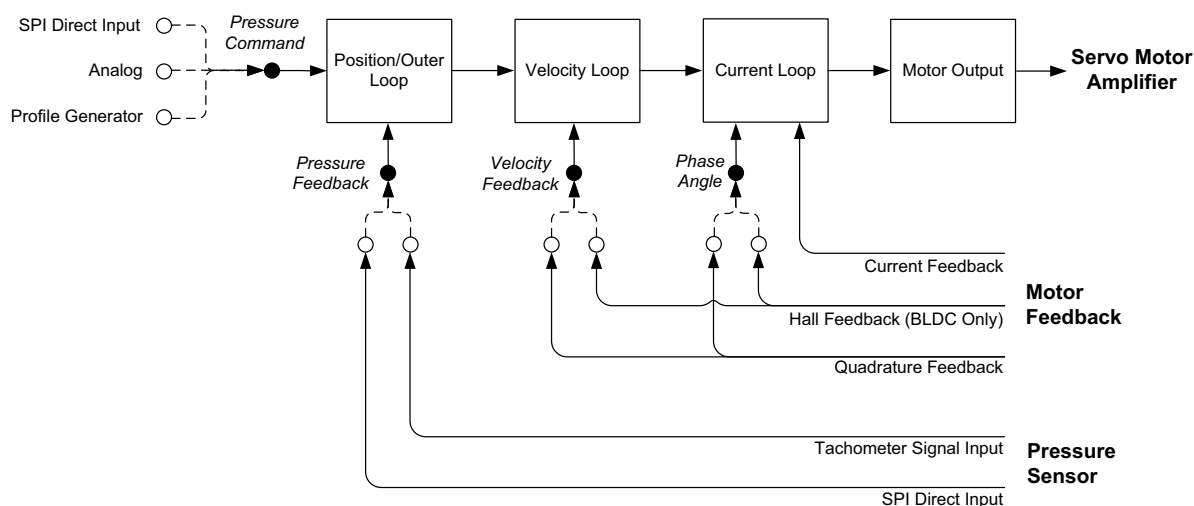 SPI Direct Input
Analog
Profile Generator
Pressure
Command
Position/Outer
Loop
Velocity Loop
Current Loop
Motor Output
Servo Motor
Amplifier
Pressure
Feedback
Velocity
Feedback
Phase
Angle
Current Feedback
Hall Feedback (BLDC Only)
Quadrature Feedback
Motor
Feedback
Tachometer Signal Input
SPI Direct Input
Pressure
Sensor